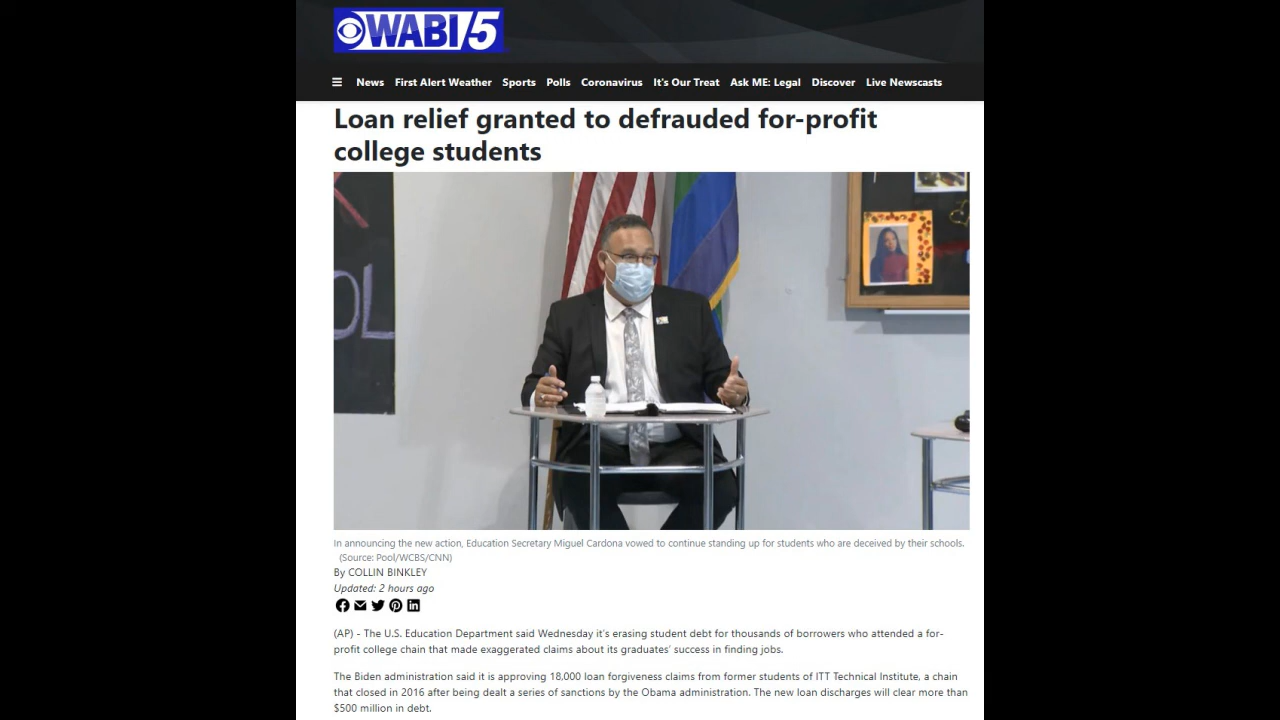 WABI 5
News First Alert Weather Sports Polls Coronavirus It's Our Treat Ask ME: Legal Discover Live Newscasts
Loan relief granted to defrauded for-profit
college students
OL
In announcing the new action, Education Secretary Miguel Cardona vowed to continue standing up for students who are deceived by their schools.
(Source: Pool/WCBS/CNN)
By COLLIN BINKLEY
Updated: 2 hours ago
(AP) - The U.S. Education Department said Wednesday it's erasing student debt for thousands of borrowers who attended a for-
profit college chain that made exaggerated claims about its graduates' success in finding jobs.
The Biden administration said it is approving 18,000 loan forgiveness claims from former students of ITT Technical Institute, a chain
that closed in 2016 after being dealt a series of sanctions by the Obama administration. The new loan discharges will clear more than
$500 million in debt.